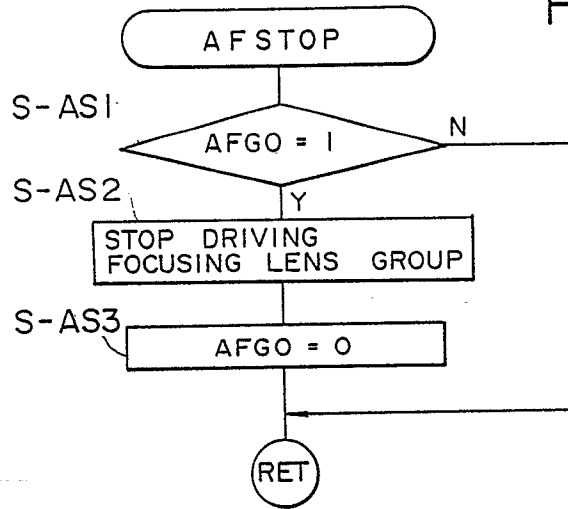 AFSTOP
S-AS1
AFGO = 1
N
Y
S-AS2
STOP DRIVING
FOCUSING LENS GROUP
S-AS3
AFGO = 0
RET